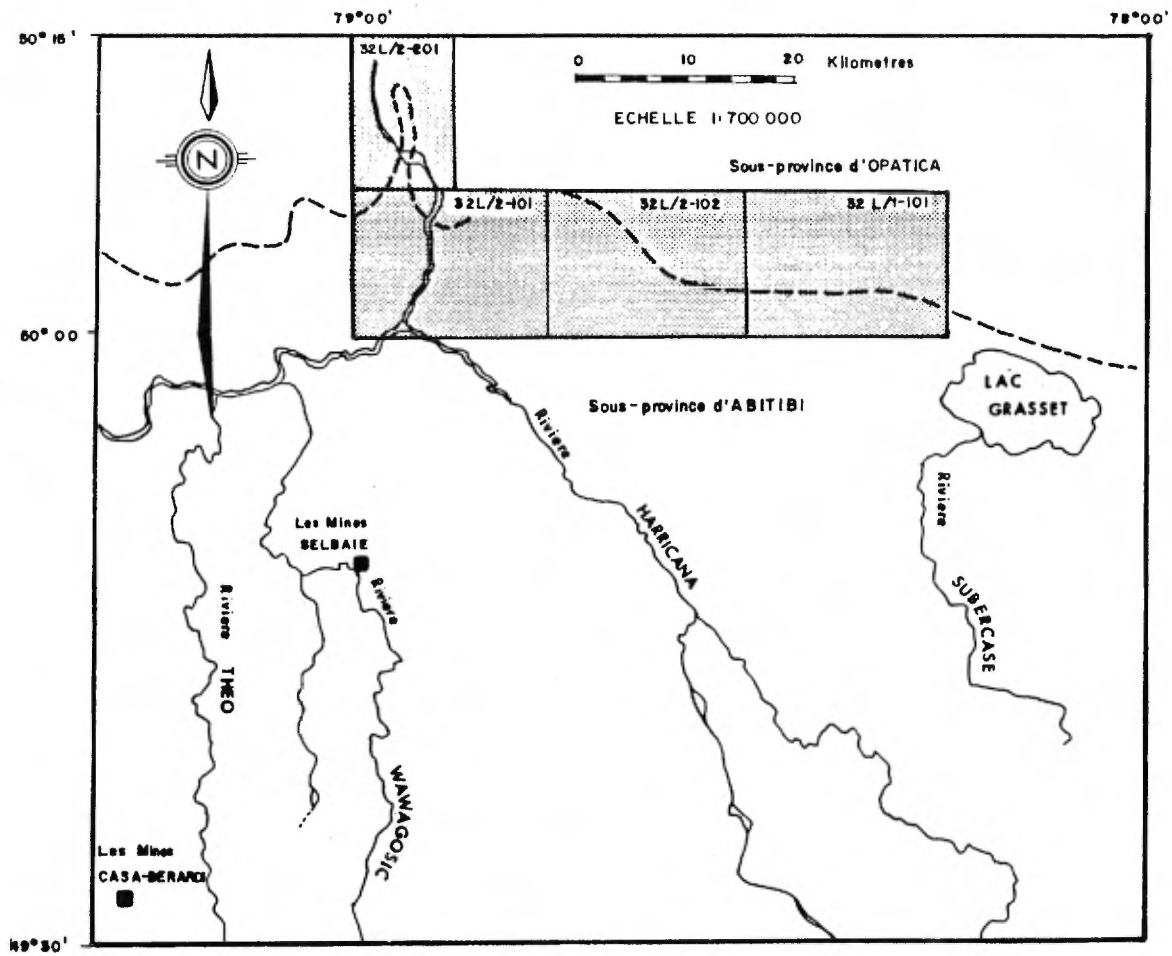 79°00'
78°00'
50°15'
32L/2-201
0 10 20 Kilometres
ECHELLE 1:700 000
N
Sous-province d'OPATICA
32L/2-101
32L/2-102
32 L/1-101
50°00
Sous-province d'ABITIBI
LAC
GRASSET
Riviere
HARRICANA
Riviere
SUBERCASE
Les Mines
SELBAIE
Riviere
WAWAGOSIC
Riviere
THEO
Les Mines
CASA-BERARDI
49°30'